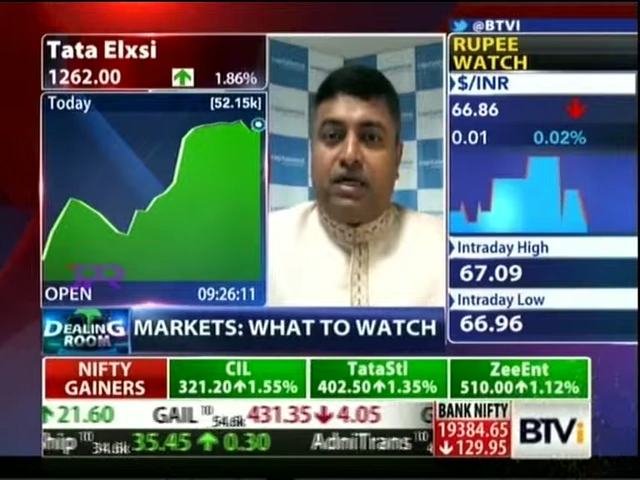 @BTVI
Tata Elxsi
1262.00 1.86%
Today [52.15k]
OPEN 09:26:11
RUPEE
WATCH
$/INR
66.86
0.01 0.02%
Intraday High
67.09
Intraday Low
66.96
DEALING
ROOM
MARKETS: WHAT TO WATCH
NIFTY
GAINERS
CIL
321.20 1.55%
TataStl
402.50 1.35%
ZeeEnt
510.00 1.12%
21.60 GAIL 431.35 4.05 G
hip 35.45 0.30 AdniTrans
BANK NIFTY
19384.65
129.95
BTVi